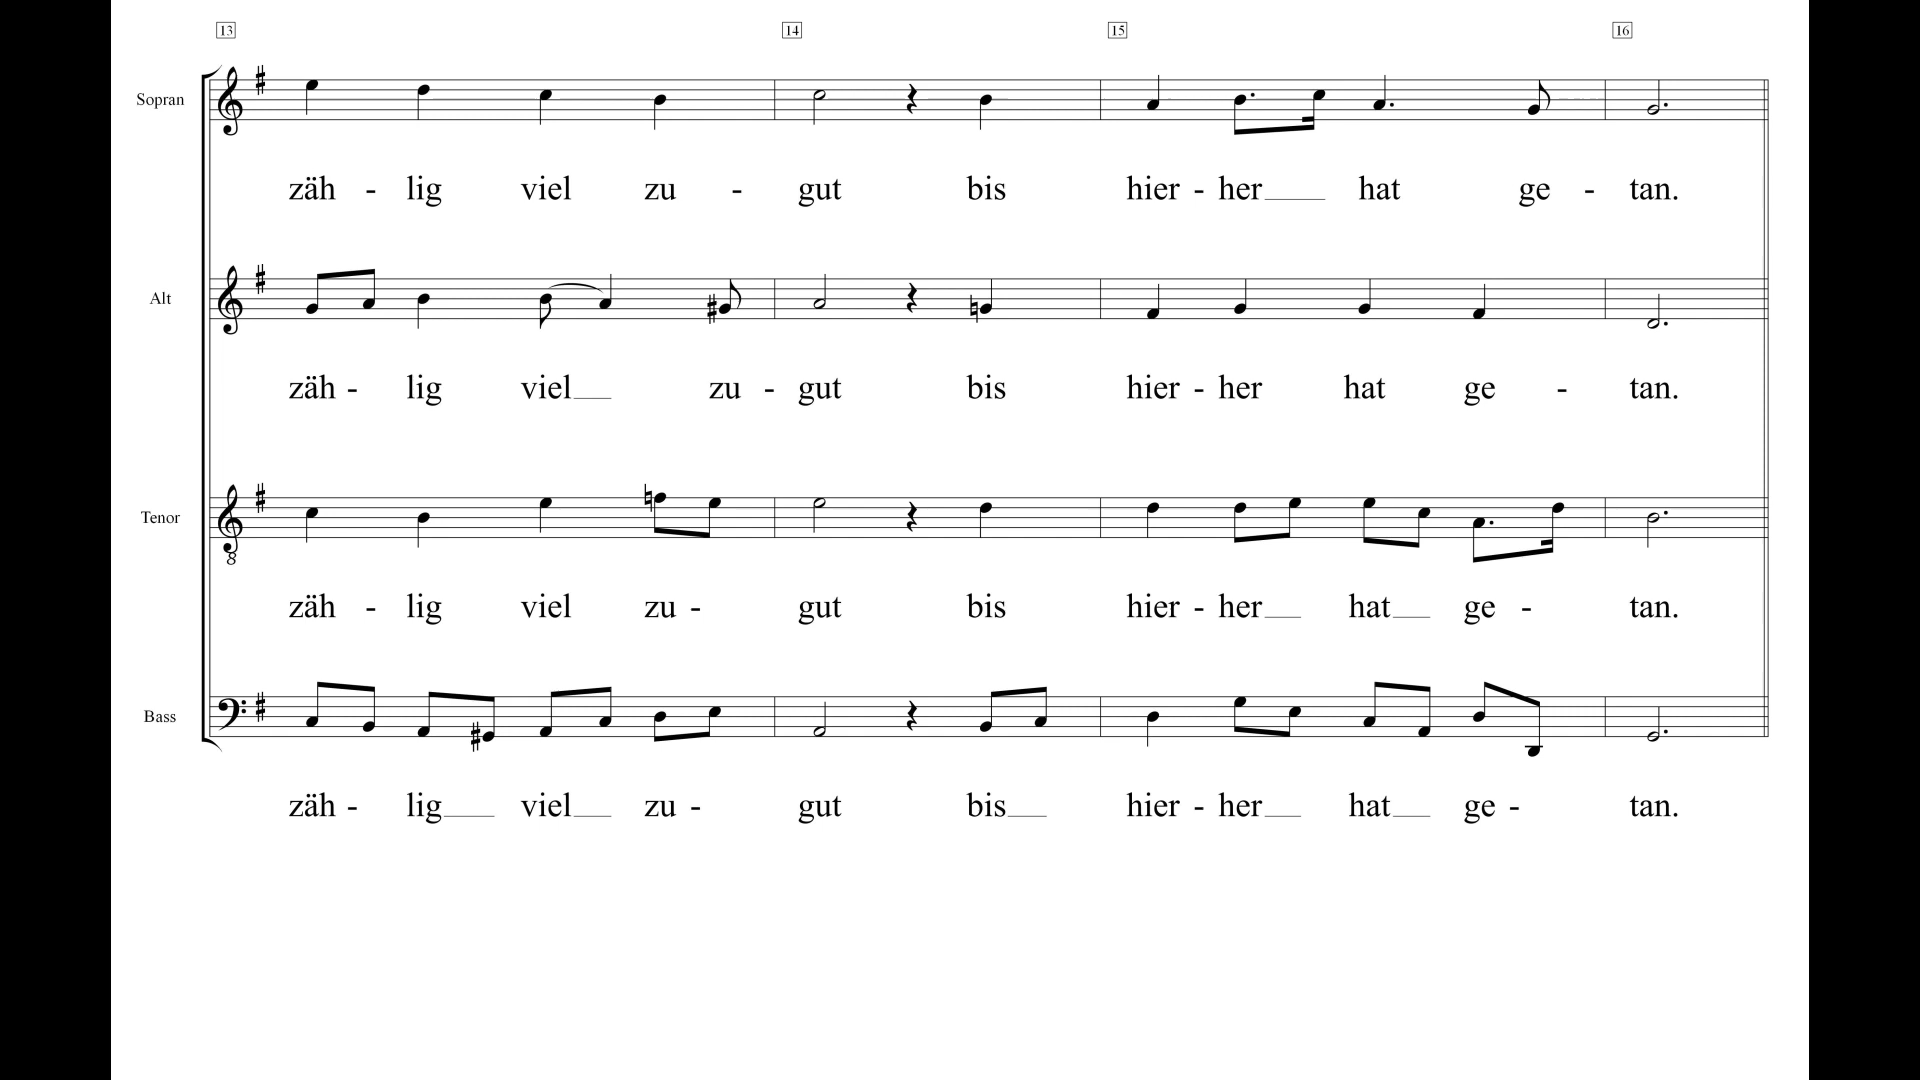 13 14 15 16
Sopran
zäh - lig viel zu - gut bis hier - her hat ge - tan.
Alt
zäh - lig viel zu - gut bis hier - her hat ge - tan.
Tenor
8
zäh - lig viel zu - gut bis hier - her hat ge - tan.
Bass
zäh - lig viel zu - gut bis hier - her hat ge - tan.